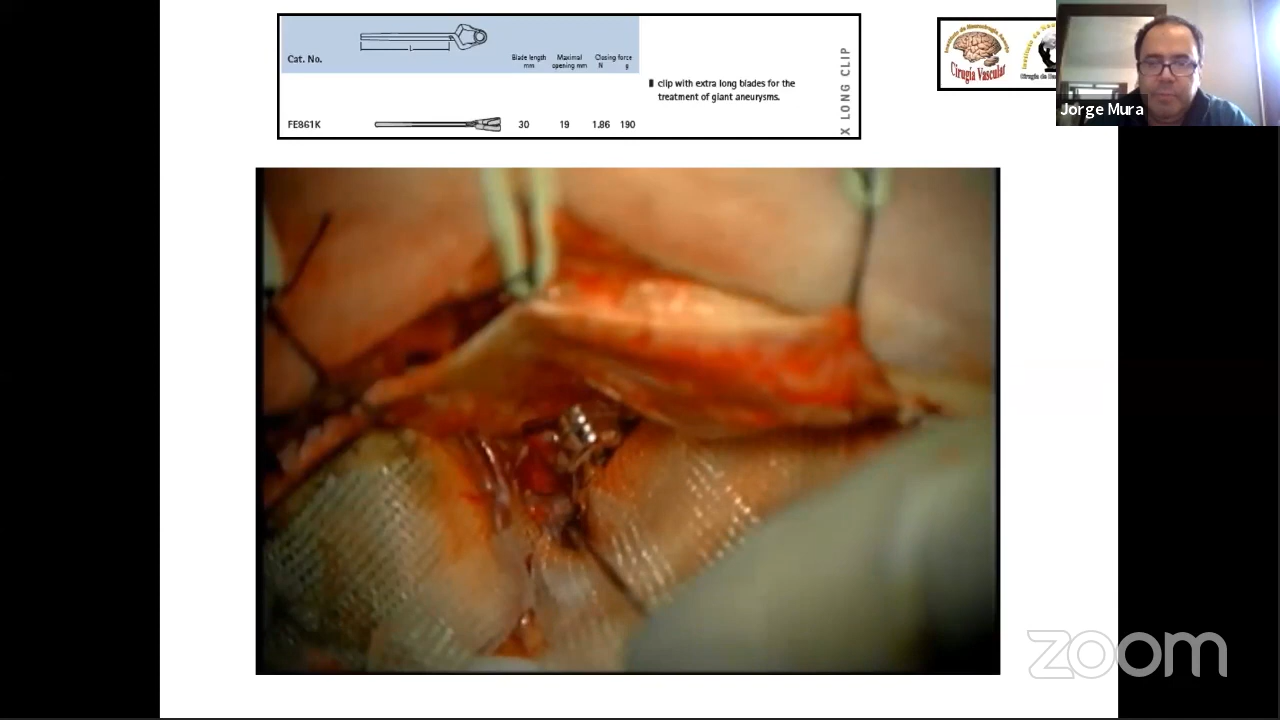 Cat. No.
L
Blade length
mm
Maximal
opening mm
Closing force
N g
FE861K 30 19 1.86 190
clip with extra long blades for the
treatment of giant aneurysms.
X LONG CLIP
Cirugía Vascular
Jorge Mura
zoom